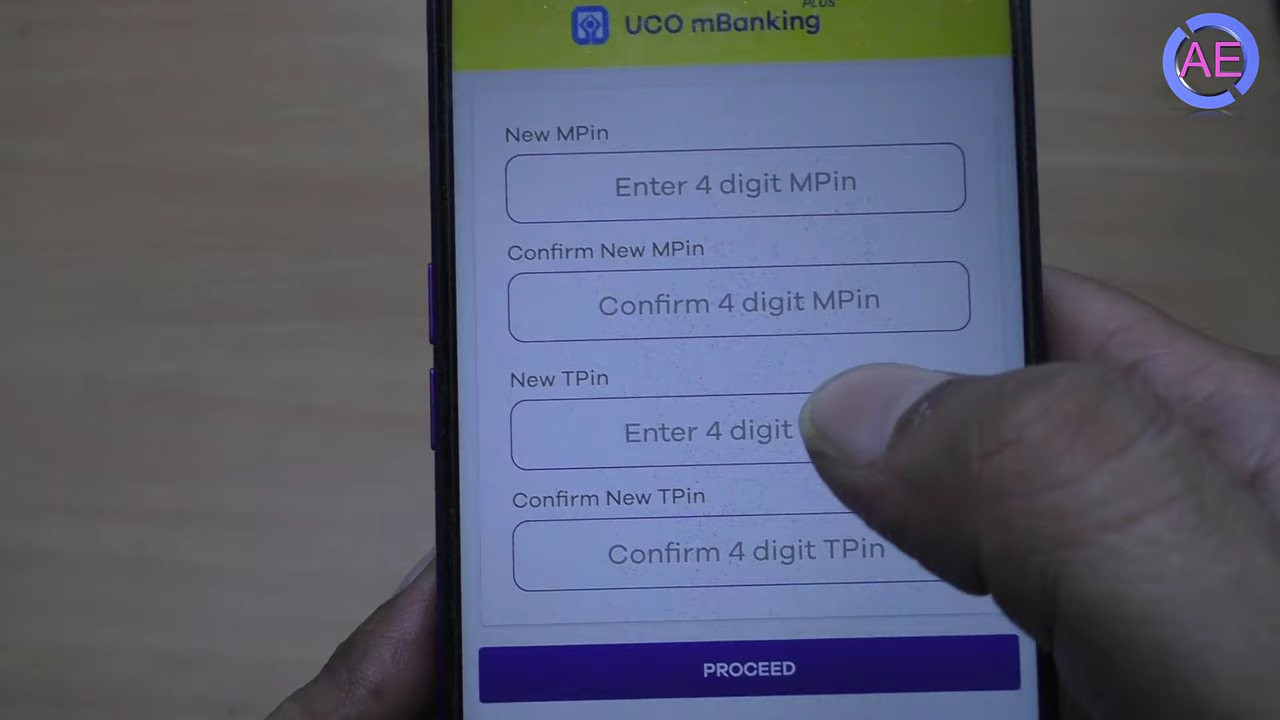 PLUS
UCO mBanking
AE
New MPin
Enter 4 digit MPin
Confirm New MPin
Confirm 4 digit MPin
New TPin
Enter 4 digit
Confirm New TPin
Confirm 4 digit TPin
PROCEED